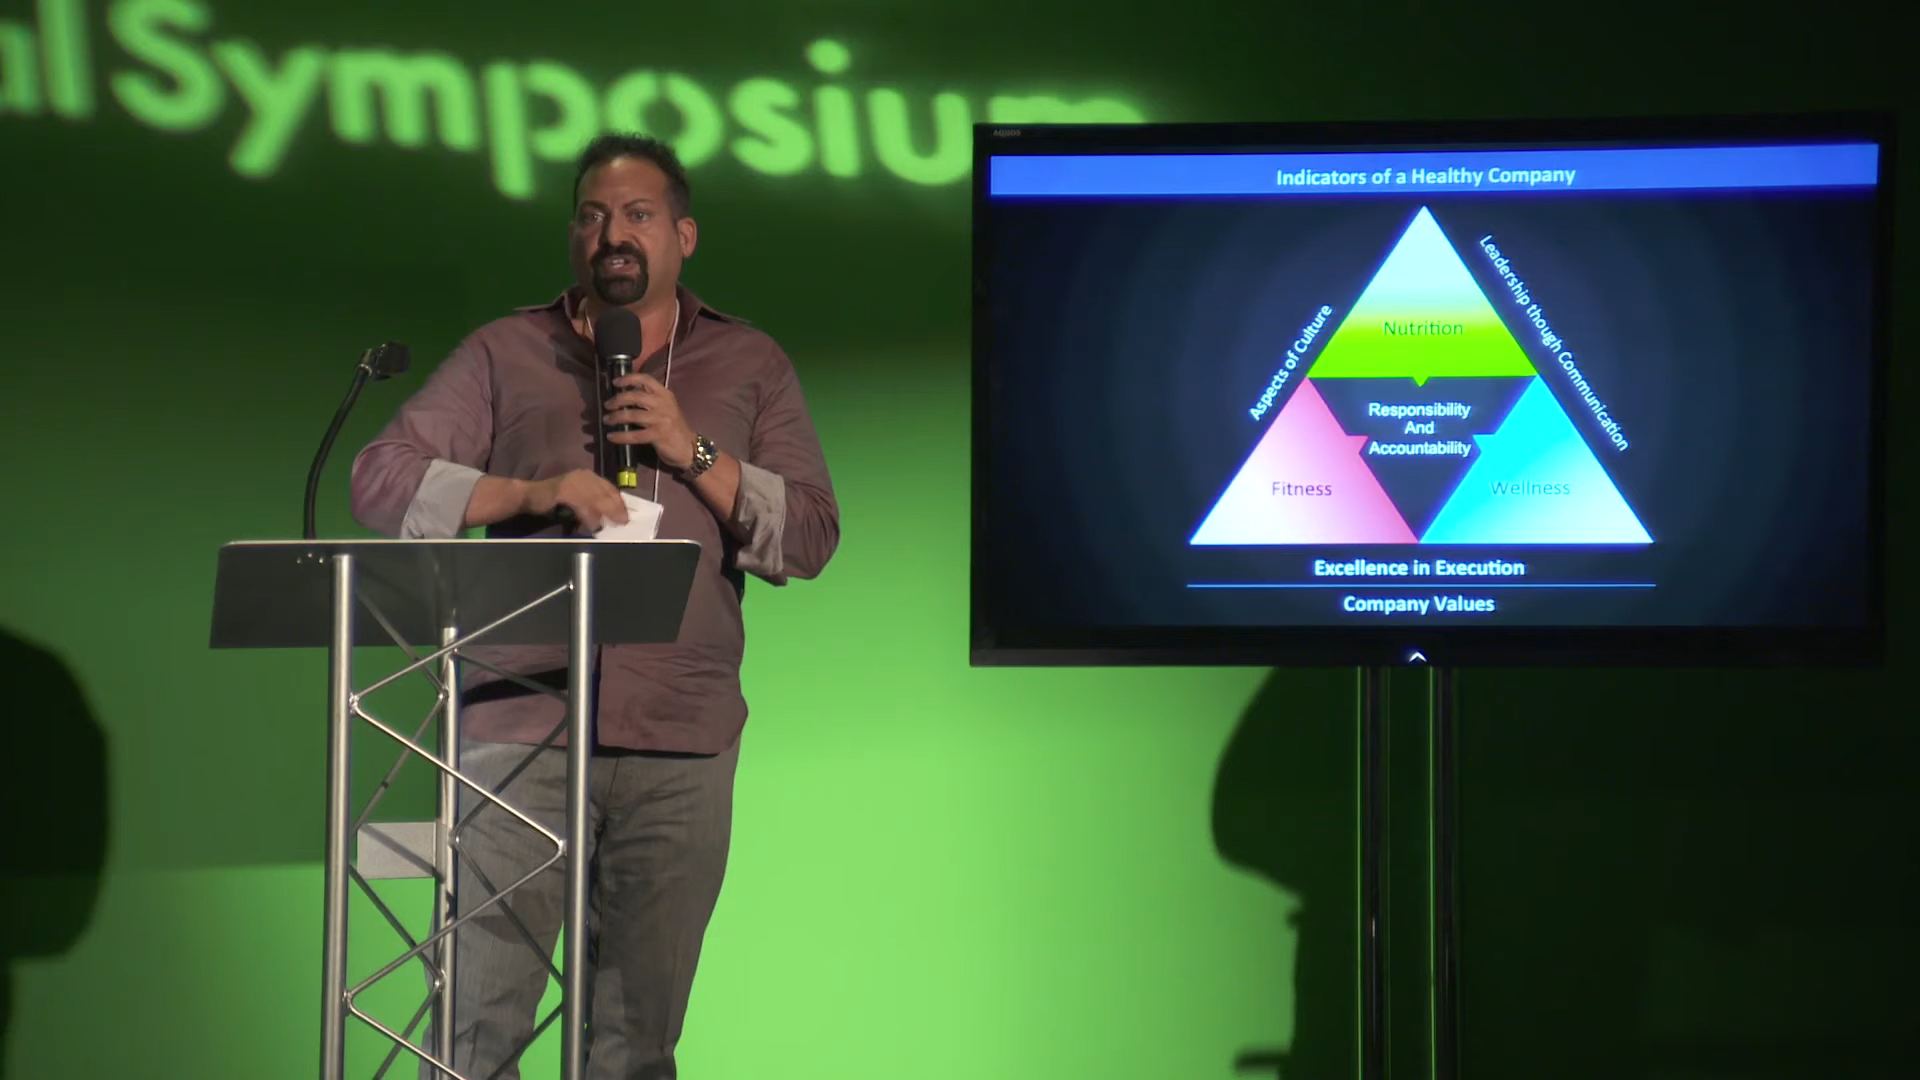 al Symposium
AQUOS
Indicators of a Healthy Company
Aspects of Culture
Leadership though Communication
Nutrition
Responsibility
And
Accountability
Fitness
Wellness
Excellence in Execution
Company Values